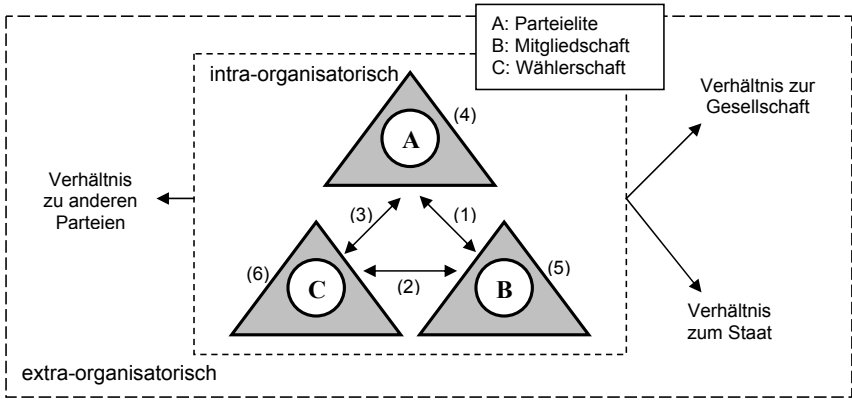 A: Parteielite
B: Mitgliedschaft
C: Wählerschaft
intra-organisatorisch
Verhältnis zur
Gesellschaft
(4)
A
Verhältnis
zu anderen
Parteien
(3)
(1)
(6)
C
(2)
B
(5)
Verhältnis
zum Staat
extra-organisatorisch